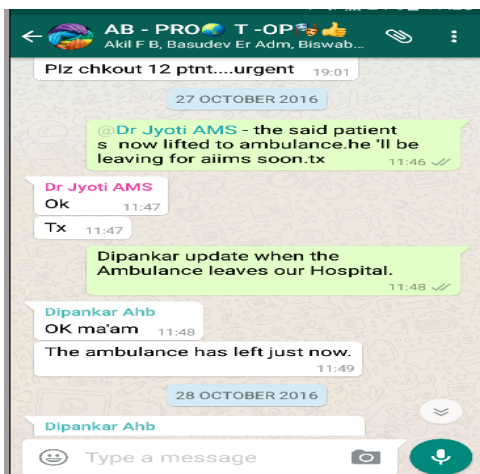 AB - PRO🌏 T -OP🎭👍
Akil F B, Basudev Er Adm, Biswab...
Plz chkout 12 ptnt....urgent 19:01
27 OCTOBER 2016
@Dr Jyoti AMS - the said patient
s now lifted to ambulance.he 'll be
leaving for aiims soon.tx 11:46
Dr Jyoti AMS
Ok 11:47
Tx 11:47
Dipankar update when the
Ambulance leaves our Hospital.
11:48
Dipankar Ahb
OK ma'am 11:48
The ambulance has left just now.
11:49
28 OCTOBER 2016
Dipankar Ahb
Type a message